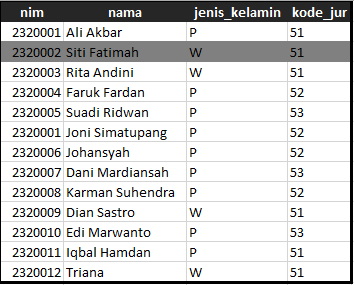 nim nama jenis_kelamin kode_jur
2320001 Ali Akbar P 51
2320002 Siti Fatimah W 51
2320003 Rita Andini W 51
2320004 Faruk Fardan P 52
2320005 Suadi Ridwan P 53
2320001 Joni Simatupang P 52
2320006 Johansyah P 52
2320007 Dani Mardiansah P 53
2320008 Karman Suhendra P 52
2320009 Dian Sastro W 51
2320010 Edi Marwanto P 53
2320011 Iqbal Hamdan P 51
2320012 Triana W 51